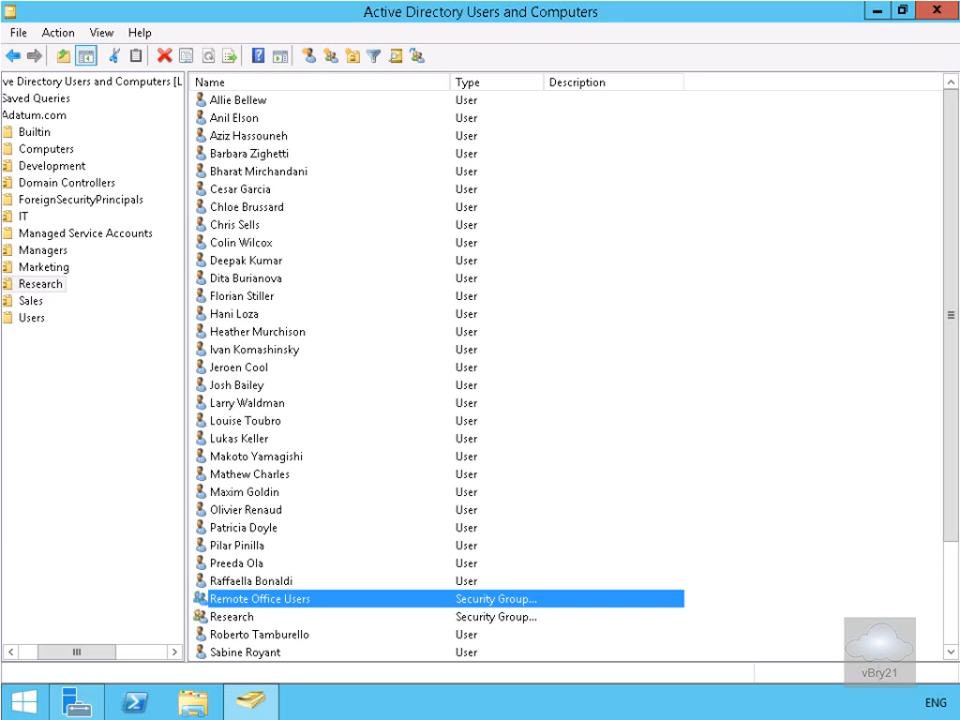 Active Directory Users and Computers
File Action View Help
ve Directory Users and Computers [L
Saved Queries
Adatum.com
Builtin
Computers
Development
Domain Controllers
ForeignSecurityPrincipals
IT
Managed Service Accounts
Managers
Marketing
Research
Sales
Users
Name Type Description
Allie Bellew User
Anil Elson User
Aziz Hassouneh User
Barbara Zighetti User
Bharat Mirchandani User
Cesar Garcia User
Chloe Brussard User
Chris Sells User
Colin Wilcox User
Deepak Kumar User
Dita Burianova User
Florian Stiller User
Hani Loza User
Heather Murchison User
Ivan Komashinsky User
Jeroen Cool User
Josh Bailey User
Larry Waldman User
Louise Toubro User
Lukas Keller User
Makoto Yamagishi User
Mathew Charles User
Maxim Goldin User
Olivier Renaud User
Patricia Doyle User
Pilar Pinilla User
Preeda Ola User
Raffaella Bonaldi User
Remote Office Users Security Group...
Research Security Group...
Roberto Tamburello User
Sabine Royant User
vBry21
ENG